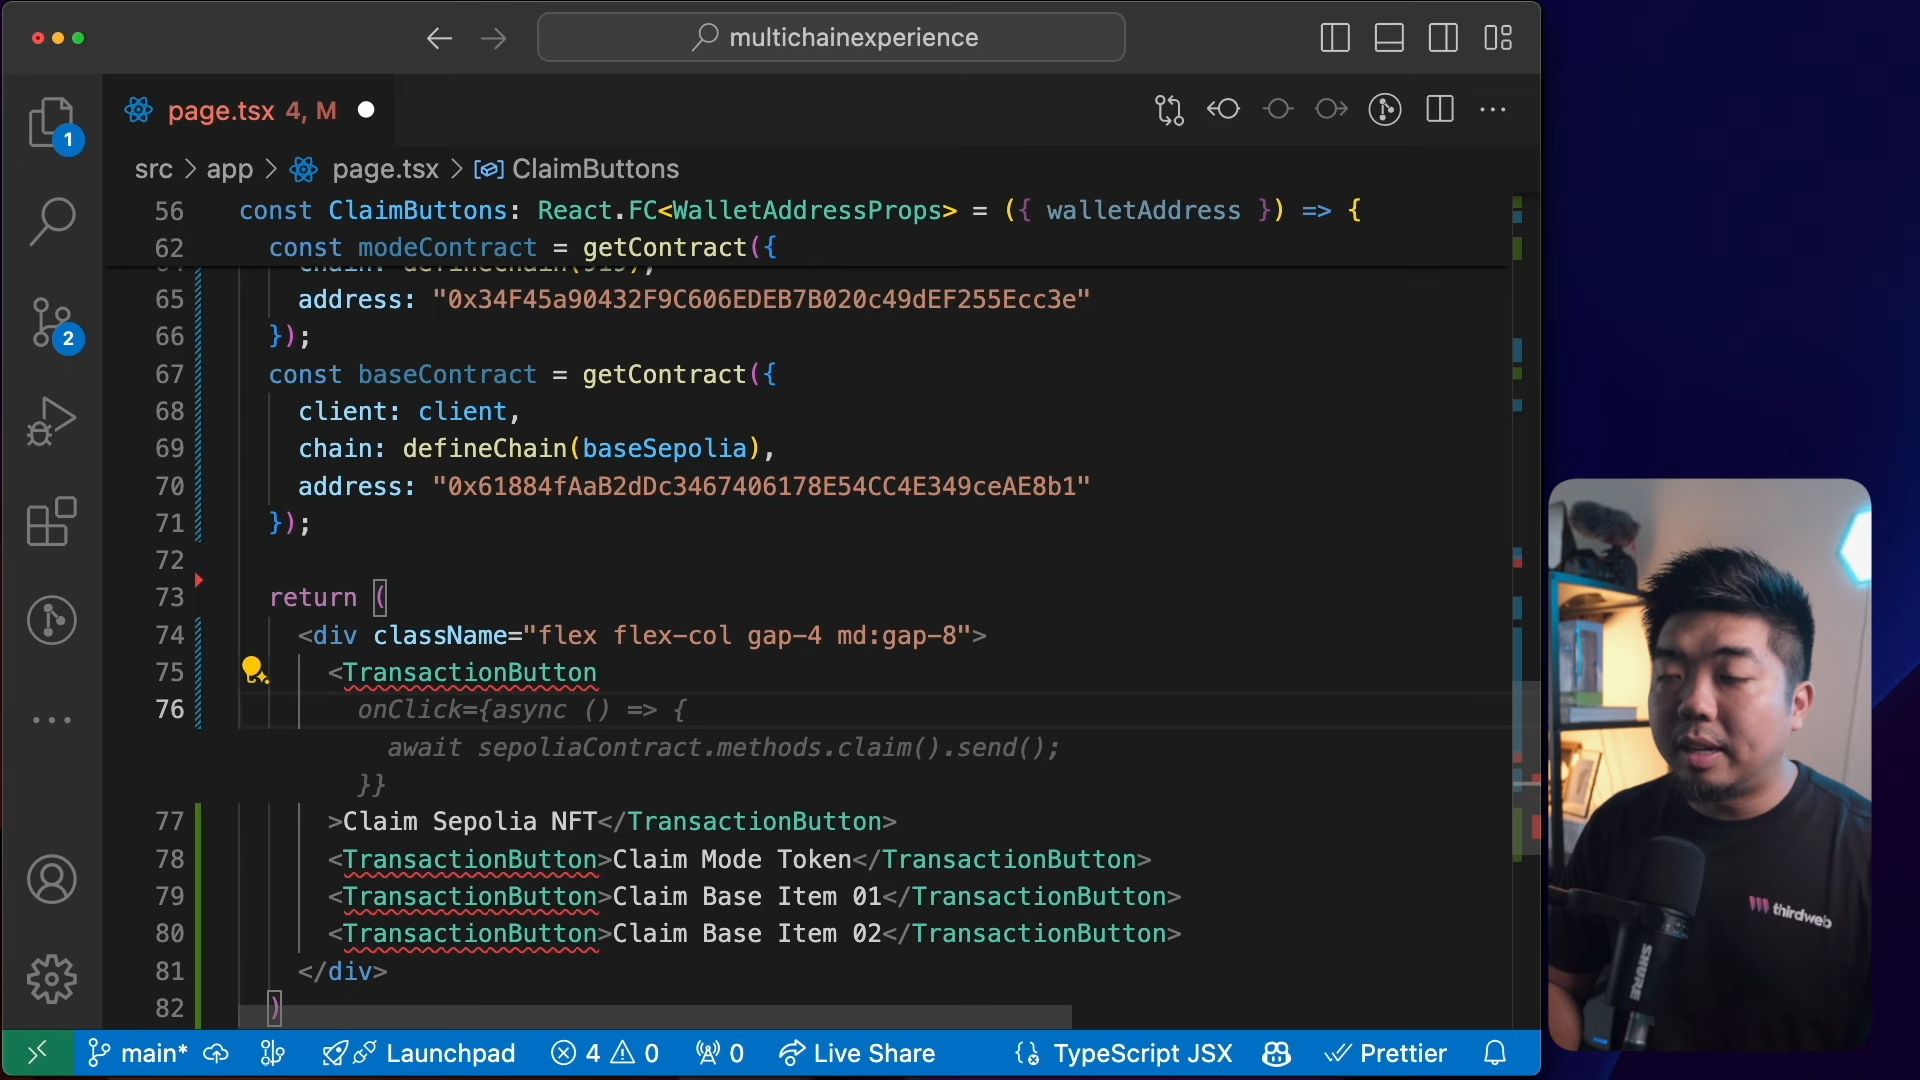 multichainexperience
page.tsx 4, M
src > app > page.tsx > ClaimButtons
56 const ClaimButtons: React.FC<WalletAddressProps> = ({ walletAddress }) => {
62 const modeContract = getContract({
chain: defineChain(919),
65 address: "0x34F45a90432F9C606EDEB7B020c49dEF255Ecc3e"
66 });
67 const baseContract = getContract({
68 client: client,
69 chain: defineChain(baseSepolia),
70 address: "0x61884fAaB2dDc3467406178E54CC4E349ceAE8b1"
71 });
72
73 return (
74 <div className="flex flex-col gap-4 md:gap-8">
75 <TransactionButton
76 onClick={async () => {
await sepoliaContract.methods.claim().send();
}}
77 >Claim Sepolia NFT</TransactionButton>
78 <TransactionButton>Claim Mode Token</TransactionButton>
79 <TransactionButton>Claim Base Item 01</TransactionButton>
80 <TransactionButton>Claim Base Item 02</TransactionButton>
81 </div>
82 )
1
2
main* Launchpad 4 0 0 Live Share TypeScript JSX Prettier
thirdweb
SHURE